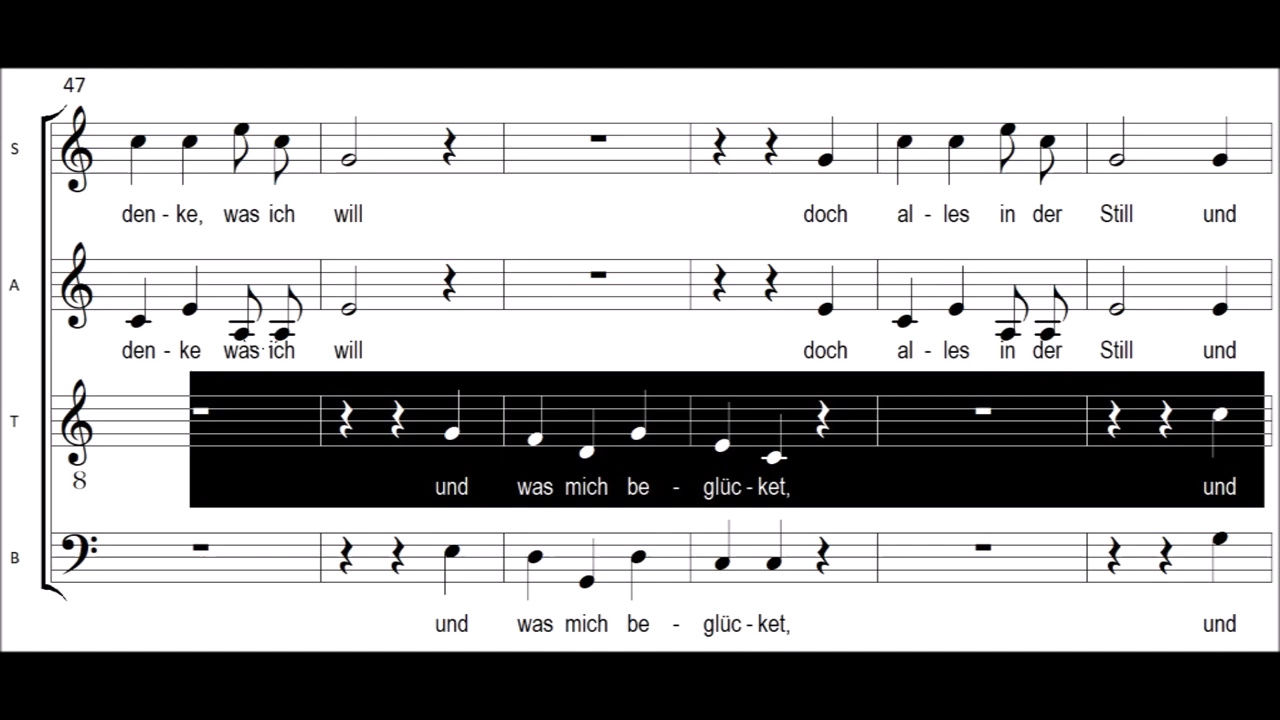 47
S
den - ke, was ich will doch al - les in der Still und
A
den - ke was ich will doch al - les in der Still und
T
8
und was mich be - glüc - ket, und
B
und was mich be - glüc - ket, und